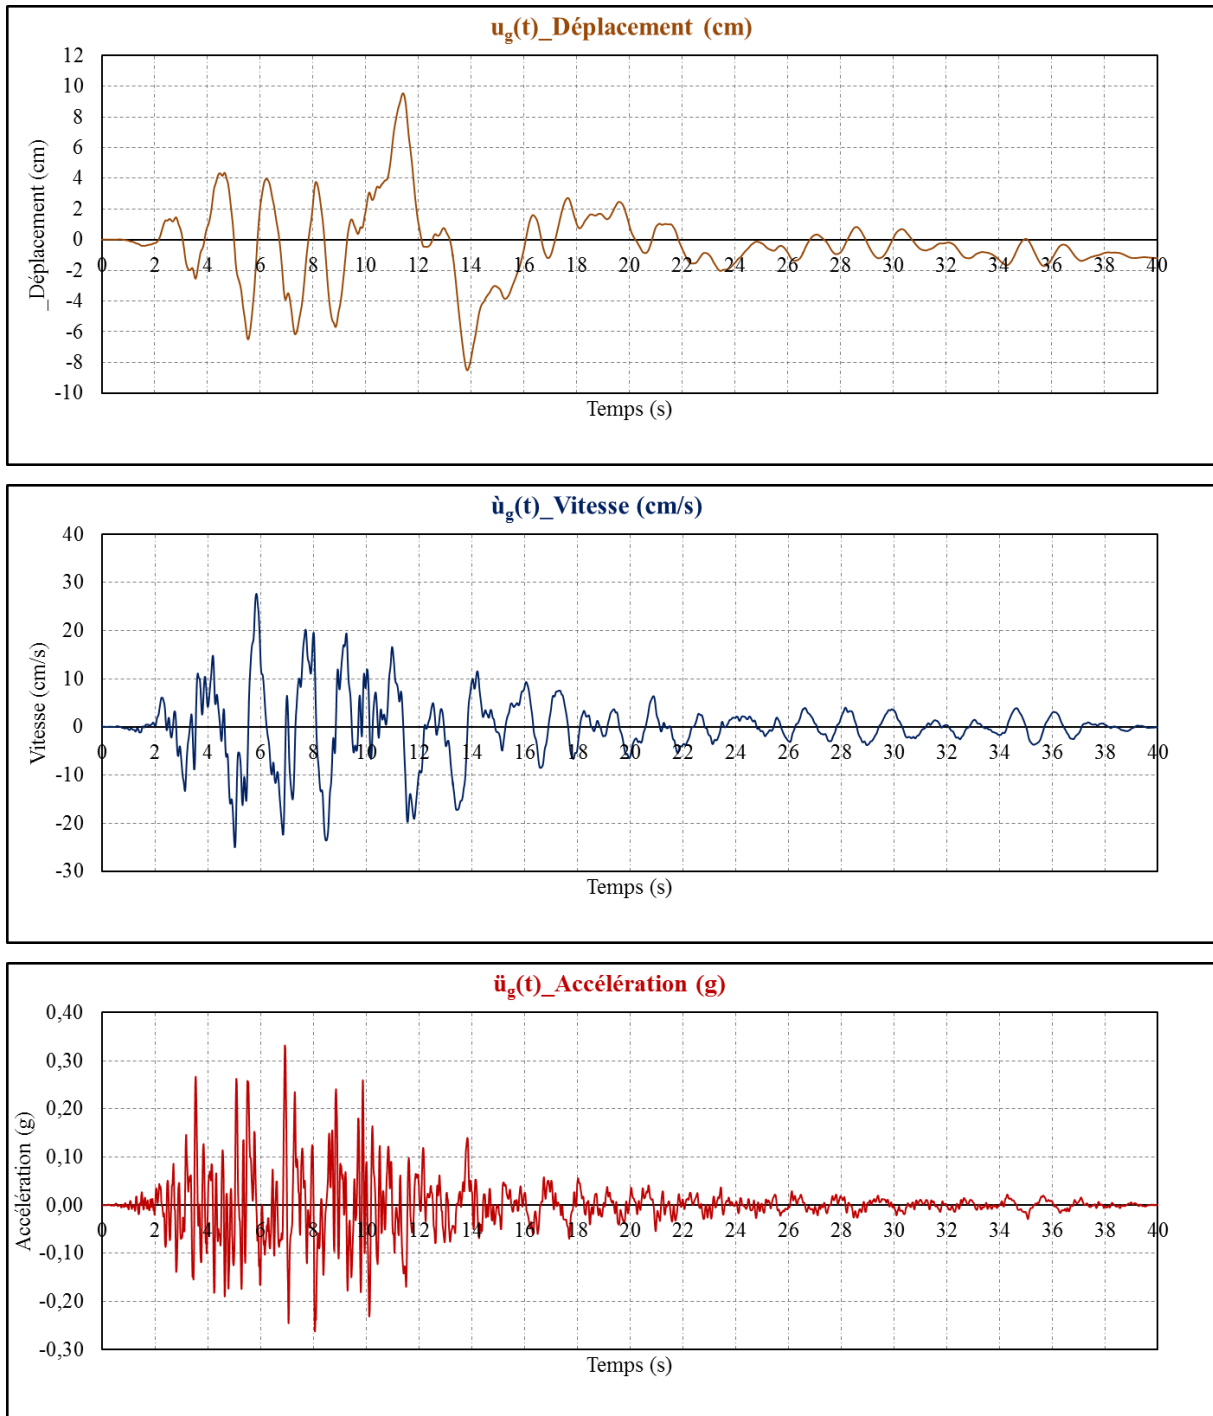 u_g(t)_Déplacement (cm)
12
10
8
6
4
2
0
-2
-4
-6
-8
-10
_Déplacement (cm)
0 2 4 6 8 10 12 14 16 18 20 22 24 26 28 30 32 34 36 38 40
Temps (s)
ù_g(t)_Vitesse (cm/s)
40
30
20
10
0
-10
-20
-30
Vitesse (cm/s)
0 2 4 6 8 10 12 14 16 18 20 22 24 26 28 30 32 34 36 38 40
Temps (s)
ü_g(t)_Accélération (g)
0,40
0,30
0,20
0,10
0,00
-0,10
-0,20
-0,30
Accélération (g)
0 2 4 6 8 10 12 14 16 18 20 22 24 26 28 30 32 34 36 38 40
Temps (s)